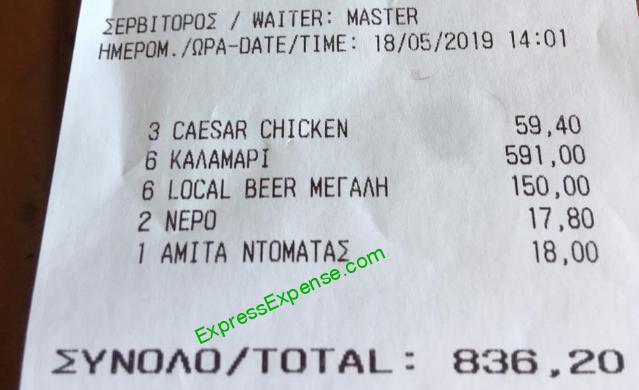 ΣΕΡΒΙΤΟΡΟΣ / WAITER: MASTER
ΗΜΕΡΟΜ./ΩΡΑ-DATE/TIME: 18/05/2019 14:01
3 CAESAR CHICKEN 59,40
6 ΚΑΛΑΜΑΡΙ 591,00
6 LOCAL BEER ΜΕΓΑΛΗ 150,00
2 ΝΕΡΟ 17,80
1 ΑΜΙΤΑ ΝΤΟΜΑΤΑΣ 18,00
ExpressExpense.com
ΣΥΝΟΛΟ/TOTAL: 836,20